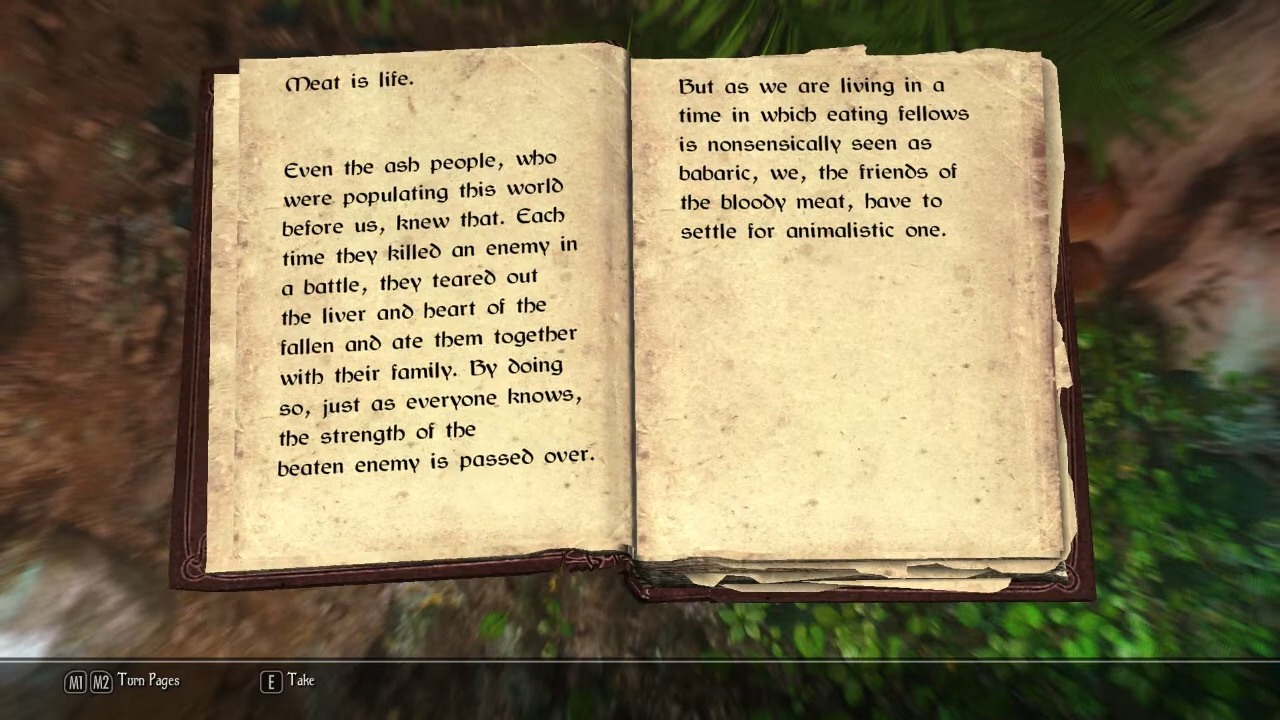 Meat is life.
Even the ash people, who
were populating this world
before us, knew that. Each
time they killed an enemy in
a battle, they teared out
the liver and heart of the
fallen and ate them together
with their family. By doing
so, just as everyone knows,
the strength of the
beaten enemy is passed over.
But as we are living in a
time in which eating fellows
is nonsensically seen as
babaric, we, the friends of
the bloody meat, have to
settle for animalistic one.
M1 M2 Turn Pages
E Take